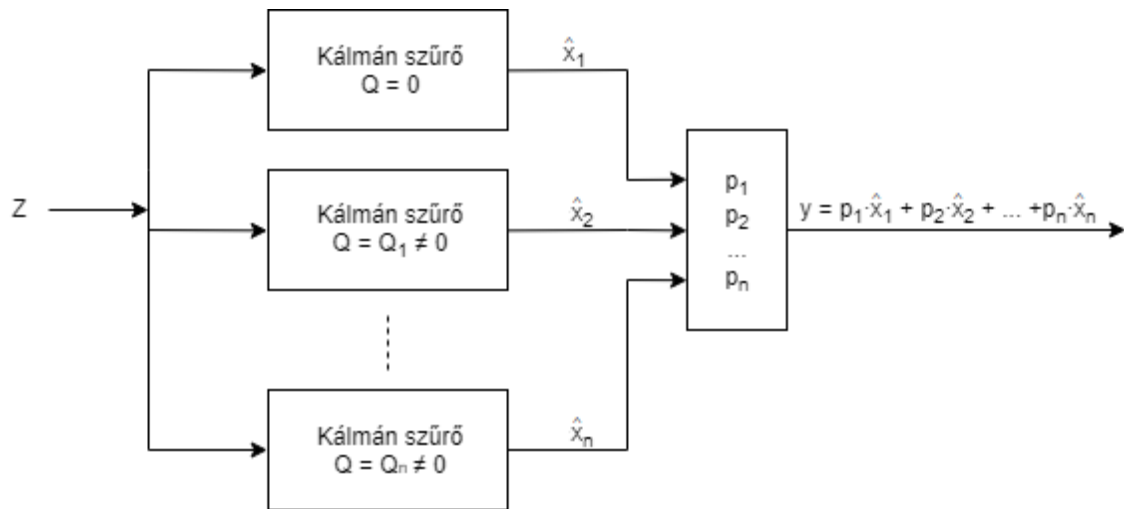 Kálmán szűrő
Q = 0
x̂₁
Z
Kálmán szűrő
Q = Q₁ ≠ 0
x̂₂
p₁
p₂
...
pₙ
y = p₁·x̂₁ + p₂·x̂₂ + ... +pₙ·x̂ₙ
Kálmán szűrő
Q = Qₙ ≠ 0
x̂ₙ